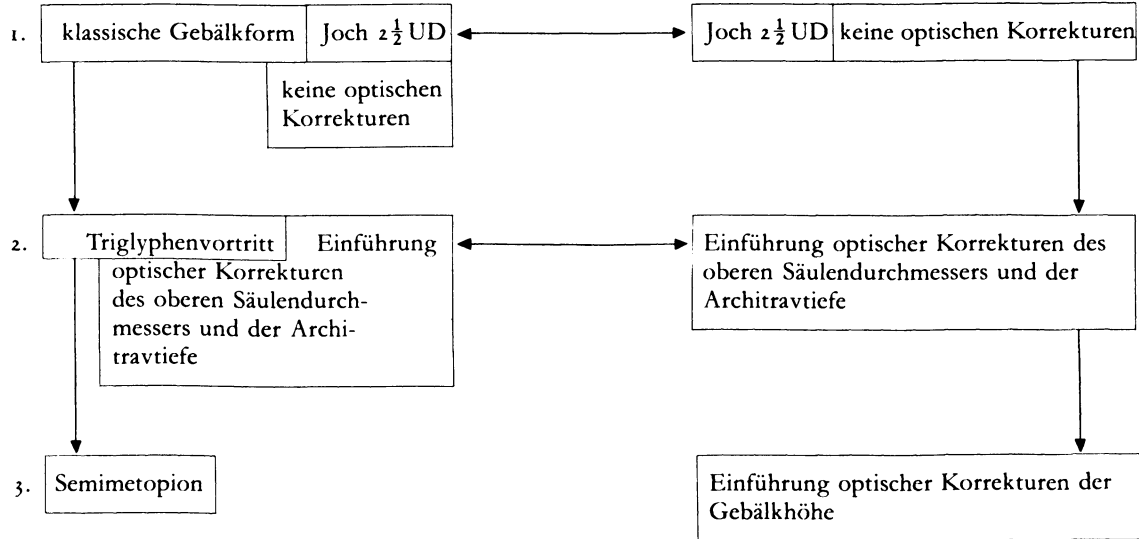 1. klassische Gebälkform Joch 2½ UD Joch 2½ UD keine optischen Korrekturen
keine optischen
Korrekturen
2. Triglyphenvortritt Einführung
optischer Korrekturen
des oberen Säulendurch-
messers und der Archi-
travtiefe
Einführung optischer Korrekturen des
oberen Säulendurchmessers und der
Architravtiefe
3. Semimetopion
Einführung optischer Korrekturen der
Gebälkhöhe